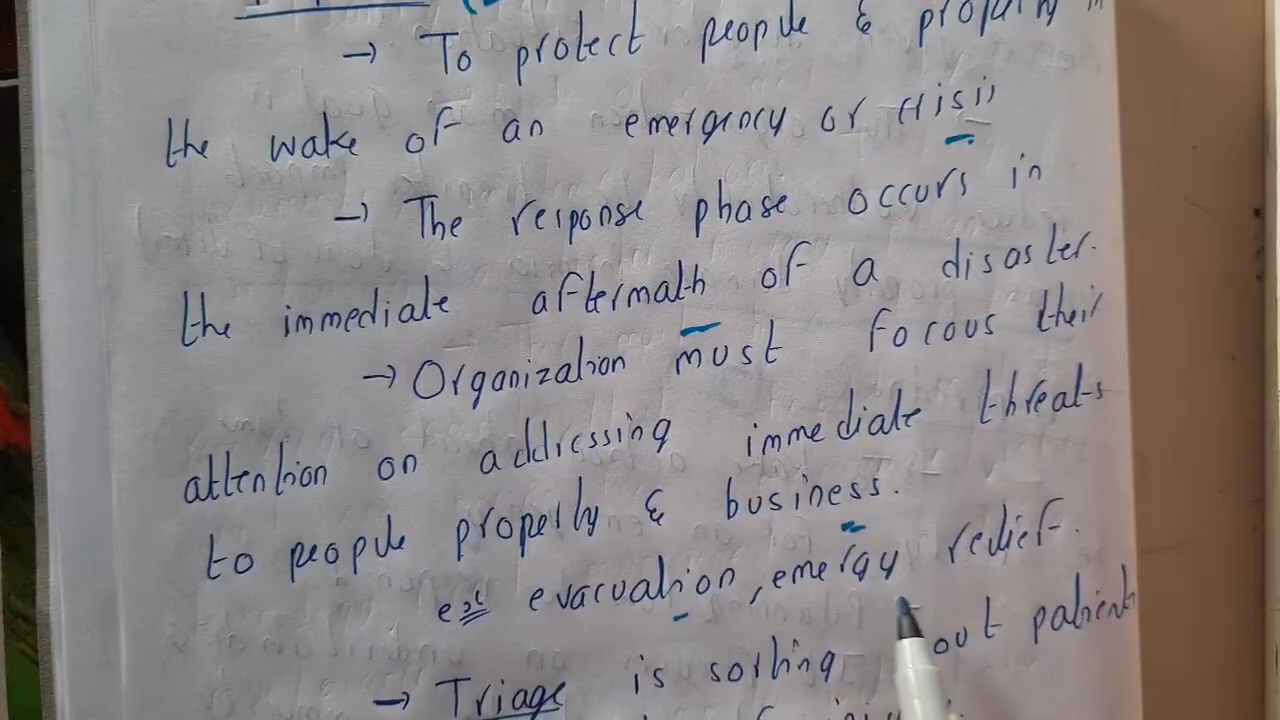 → To protect people & property in
the wake of an emergency or crisis
→ The response phase occurs in
the immediate aftermath of a disaster.
→ Organization must forcous their
attention on addressing immediate threats
to people property & business.
ex: evacuation, emergy relief.
→ Triage is sorting out patients